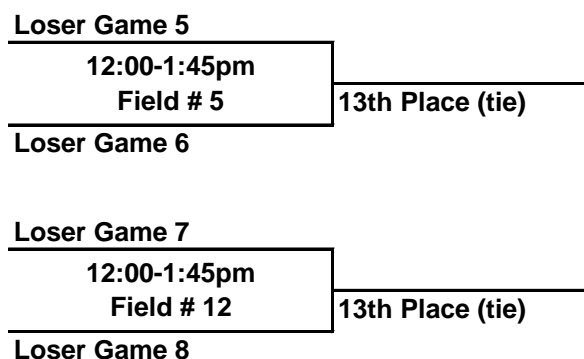 Loser Game 5
12:00-1:45pm
Field # 5
13th Place (tie)
Loser Game 6
Loser Game 7
12:00-1:45pm
Field # 12
13th Place (tie)
Loser Game 8